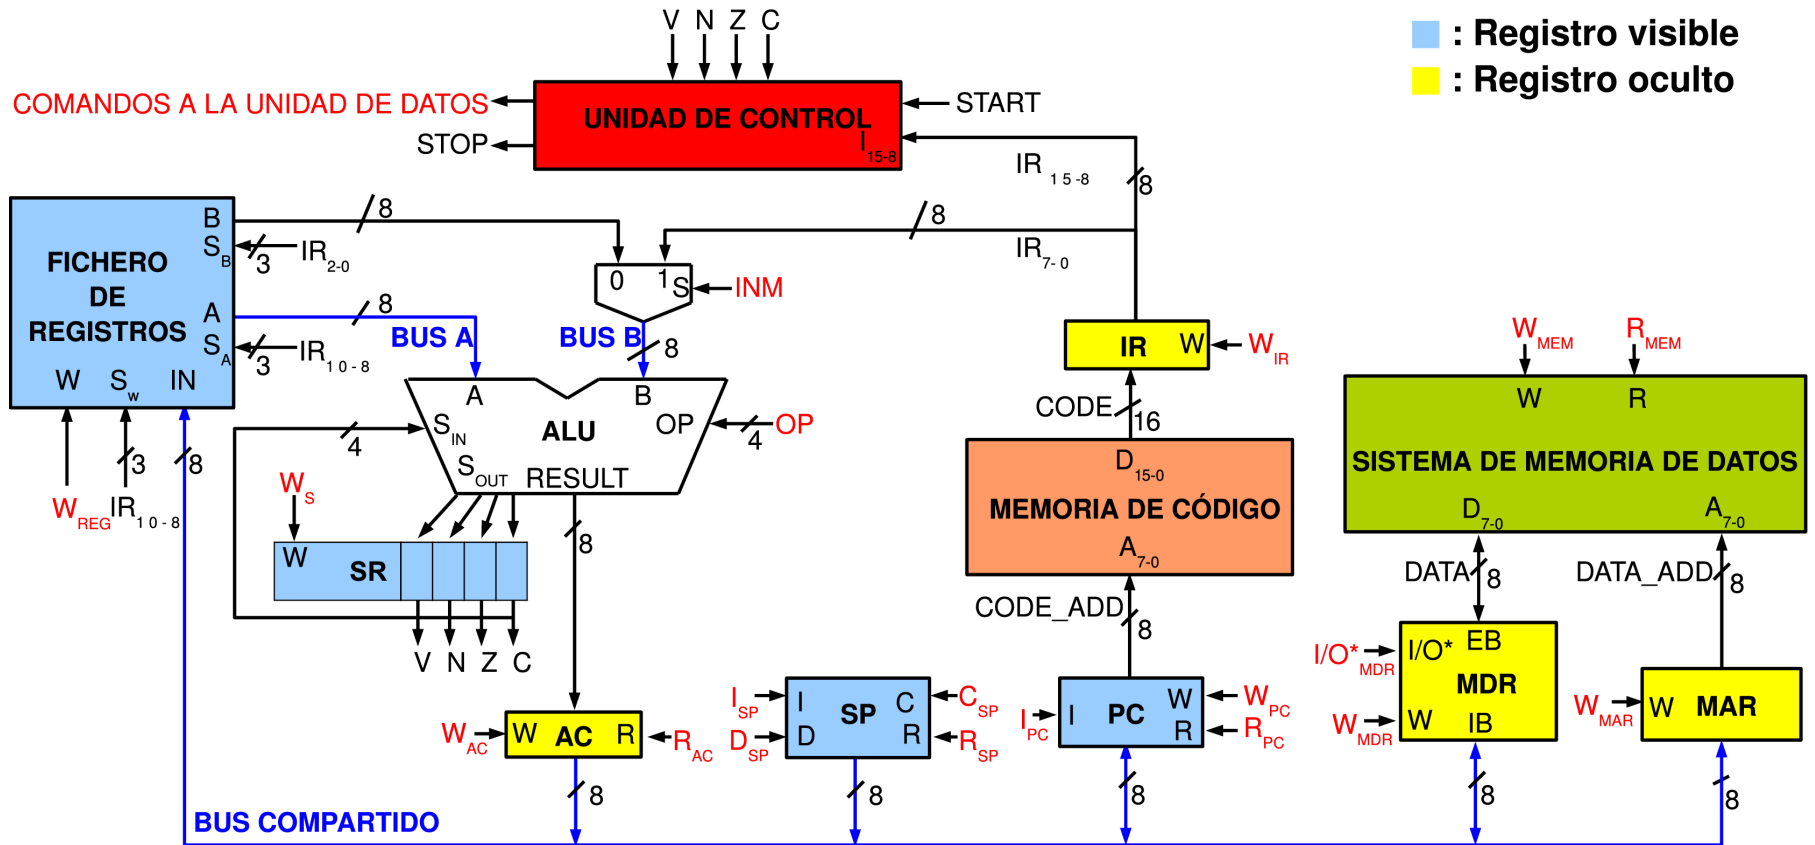 V N Z C
: Registro visible
: Registro oculto
COMANDOS A LA UNIDAD DE DATOS
UNIDAD DE CONTROL
START
STOP
I15-8
IR 15-8
8
8
8
B
SB
3
IR2-0
IR7-0
FICHERO
DE
REGISTROS
0 1 S
INM
A
8
BUS A
BUS B
8
SA
3
IR10-8
W Sw IN
IR W
WIR
WMEM RMEM
W R
A B
SIN
ALU
OP
4
OP
4
CODE
16
3
8
SOUT RESULT
SISTEMA DE MEMORIA DE DATOS
D15-0
WS
WREG IR10-8
MEMORIA DE CÓDIGO
D7-0 A7-0
8
A7-0
W SR
DATA 8
DATA_ADD 8
CODE_ADD
8
V N Z C
I/O*MDR
I/O* EB
MDR
W IB
WMDR
WMAR
W MAR
ISP
I SP C
CSP
DSP
D R
RSP
IPC
I PC W
WPC
R
RPC
WAC
W AC R
RAC
8
8
8
8
8
BUS COMPARTIDO